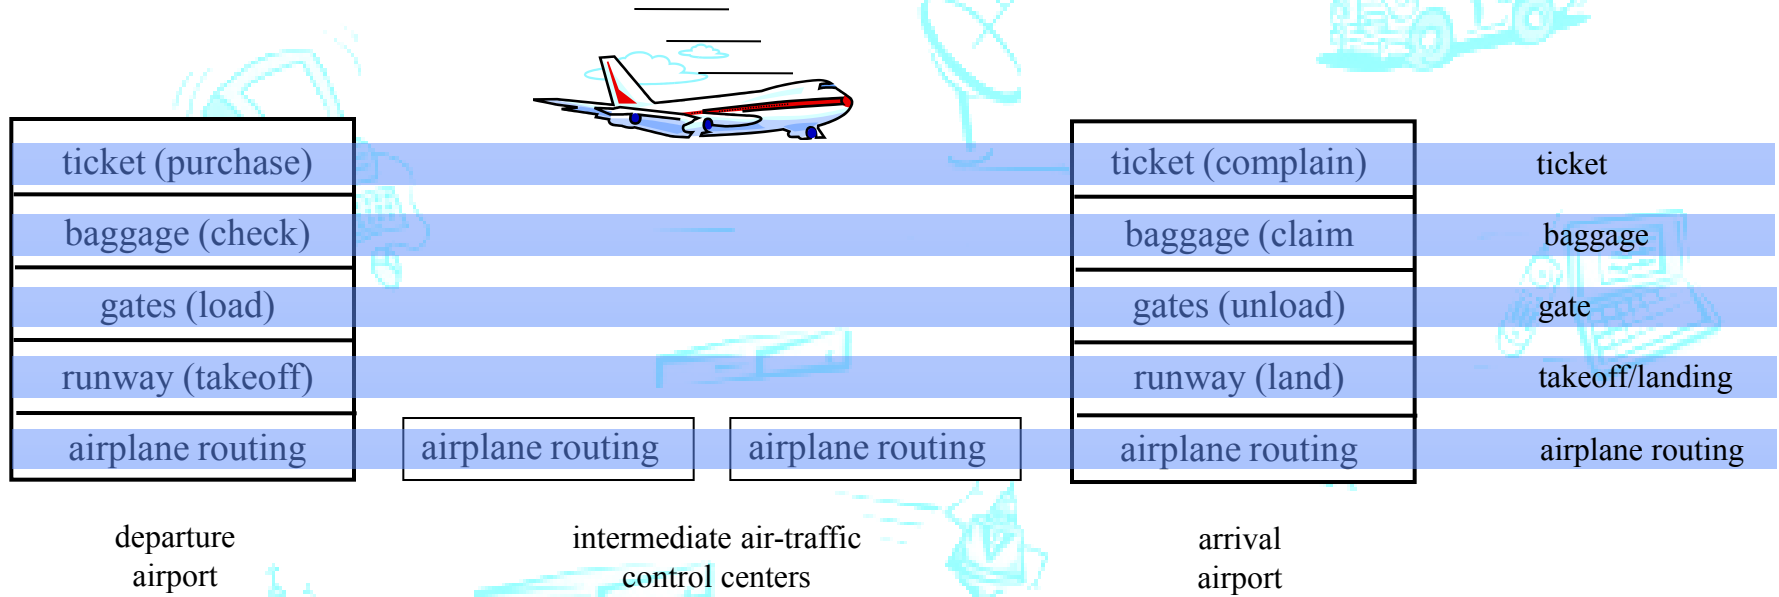 ticket (purchase)
ticket (complain)
ticket
baggage (check)
baggage (claim
baggage
gates (load)
gates (unload)
gate
runway (takeoff)
runway (land)
takeoff/landing
airplane routing
airplane routing
airplane routing
airplane routing
airplane routing
departure
airport
intermediate air-traffic
control centers
arrival
airport